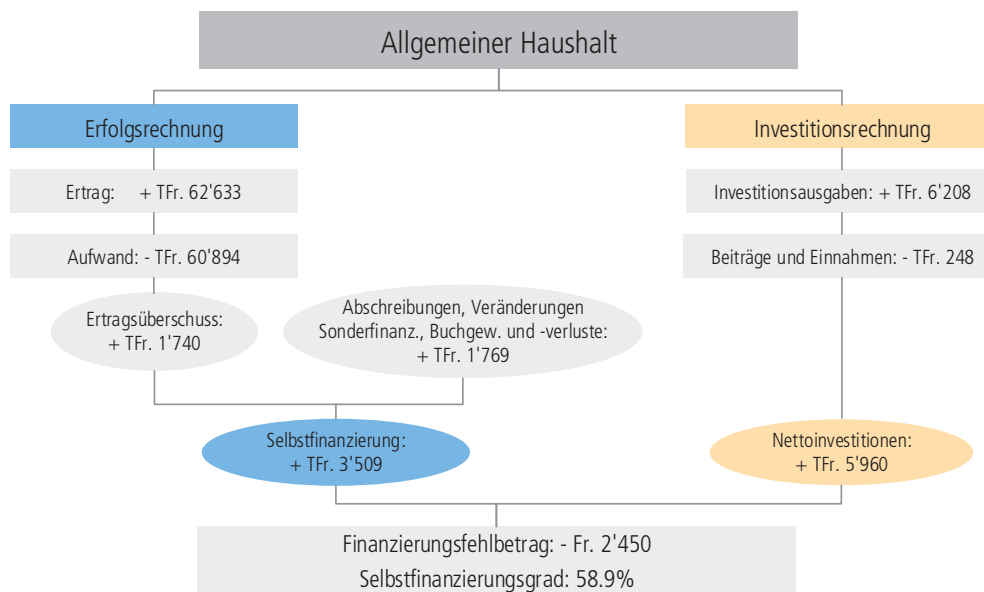 Allgemeiner Haushalt
Erfolgsrechnung
Investitionsrechnung
Ertrag: + TFr. 62'633
Investitionsausgaben: + TFr. 6'208
Aufwand: - TFr. 60'894
Beiträge und Einnahmen: - TFr. 248
Ertragsüberschuss:
+ TFr. 1'740
Abschreibungen, Veränderungen
Sonderfinanz., Buchgew. und -verluste:
+ TFr. 1'769
Selbstfinanzierung:
+ TFr. 3'509
Nettoinvestitionen:
+ TFr. 5'960
Finanzierungsfehlbetrag: - Fr. 2'450
Selbstfinanzierungsgrad: 58.9%